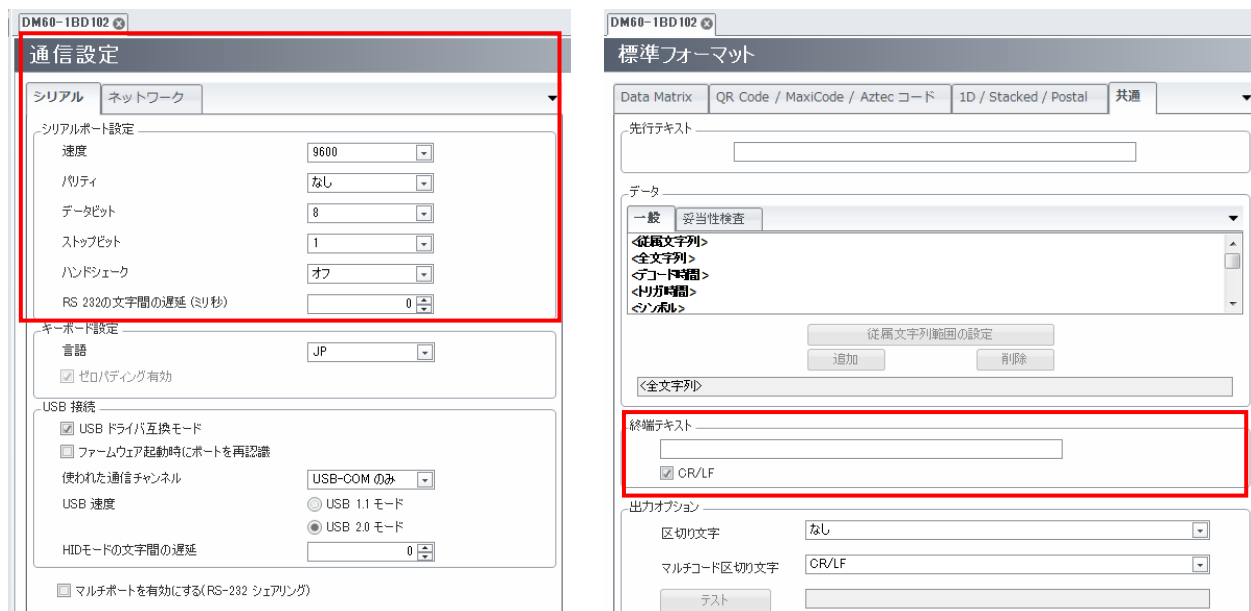 DM60-1BD102
通信設定
シリアル
ネットワーク
シリアルポート設定
速度
9600
パリティ
なし
データビット
8
ストップビット
1
ハンドシェーク
オフ
RS 232の文字間の遅延 (ミリ秒)
0
キーボード設定
言語
JP
ゼロパディング有効
USB 接続
USB ドライバ互換モード
ファームウェア起動時にポートを再認識
使われた通信チャンネル
USB-COM のみ
USB 速度
USB 1.1 モード
USB 2.0 モード
HIDモードの文字間の遅延
0
マルチポートを有効にする(RS-232 シェアリング)
DM60-1BD102
標準フォーマット
Data Matrix
QR Code / MaxiCode / Aztec コード
1D / Stacked / Postal
共通
先行テキスト
データ
一般
妥当性検査
<従属文字列>
<全文字列>
<デコード時間>
<トリガ時間>
<シンボル>
従属文字列範囲の設定
追加
削除
<全文字列>
終端テキスト
CR/LF
出力オプション
区切り文字
なし
マルチコード区切り文字
CR/LF
テスト